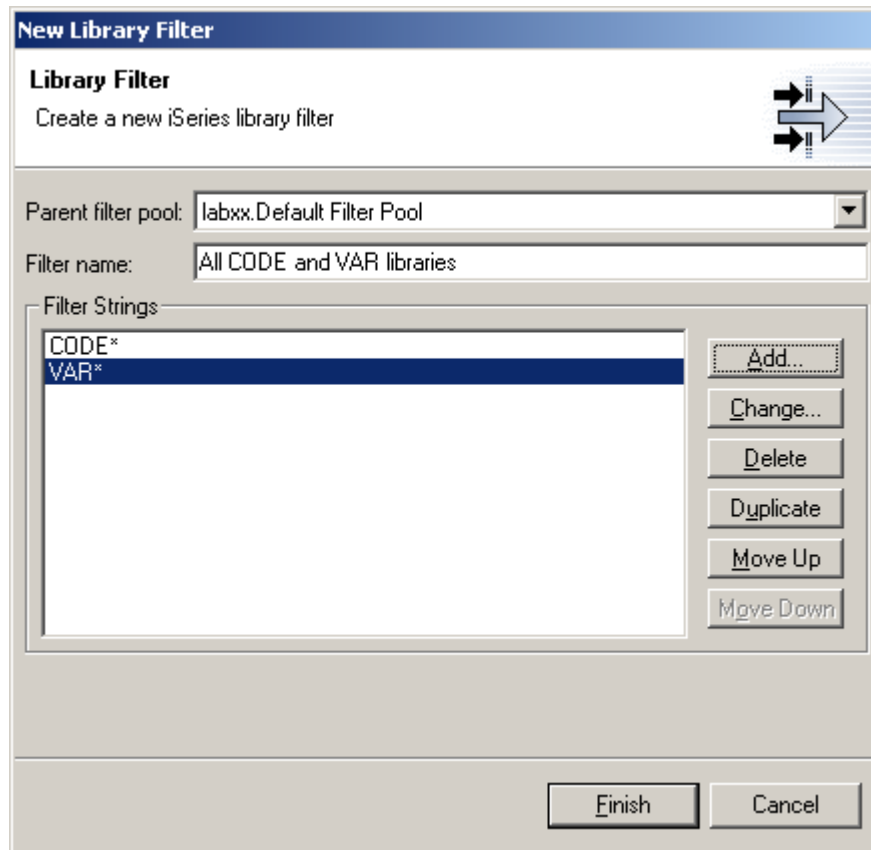 New Library Filter
Library Filter
Create a new iSeries library filter
Parent filter pool: labxx.Default Filter Pool
Filter name: All CODE and VAR libraries
Filter Strings
CODE*
VAR*
Add...
Change...
Delete
Duplicate
Move Up
Move Down
Finish Cancel